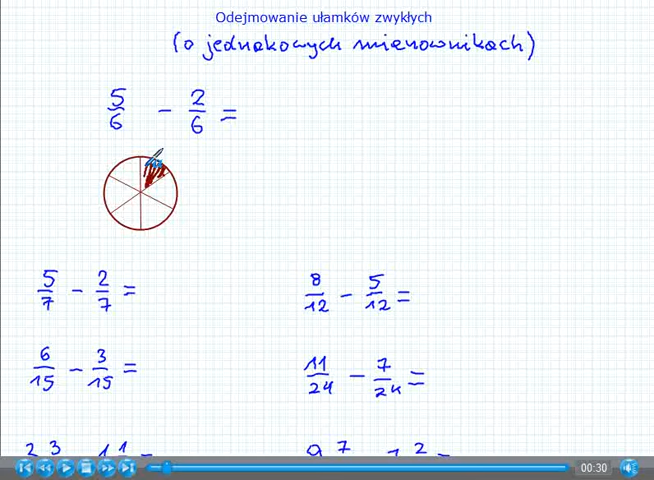 Odejmowanie ułamków zwykłych
(o jednakowych mianownikach)
5/6 - 2/6 =
5/7 - 2/7 =
8/12 - 5/12 =
6/15 - 3/15 =
11/24 - 7/24 =
00:30